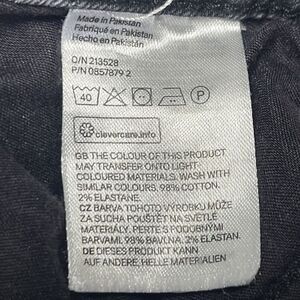 Made in Pakistan
Fabriqué en Pakistan
Hecho en Pakistán
O/N 213528
P/N 0857879 2
40
P
clevercare.info
GB THE COLOUR OF THIS PRODUCT
MAY TRANSFER ONTO LIGHT
COLOURED MATERIALS. WASH WITH
SIMILAR COLOURS. 98% COTTON.
2% ELASTANE.
CZ BARVA TOHOTO VÝROBKU MŮŽE
ZA SUCHA POUŠTĚT NA SVĚTLÉ
MATERIÁLY. PERTE S PODOBNÝMI
BARVAMI. 98% BAVLNA. 2% ELASTAN.
DE DIESES PRODUKT KANN
AUF ANDERE, HELLE MATERIALIEN